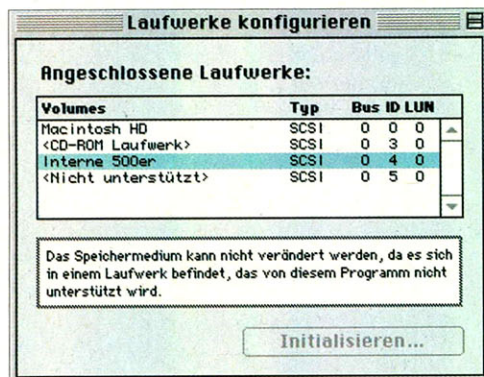 Laufwerke konfigurieren
Angeschlossene Laufwerke:
Volumes Typ Bus ID LUN
Macintosh HD SCSI 0 0 0
<CD-ROM Laufwerk> SCSI 0 3 0
Interne 500er SCSI 0 4 0
<Nicht unterstützt> SCSI 0 5 0
Das Speichermedium kann nicht verändert werden, da es sich
in einem Laufwerk befindet, das von diesem Programm nicht
unterstützt wird.
Initialisieren...